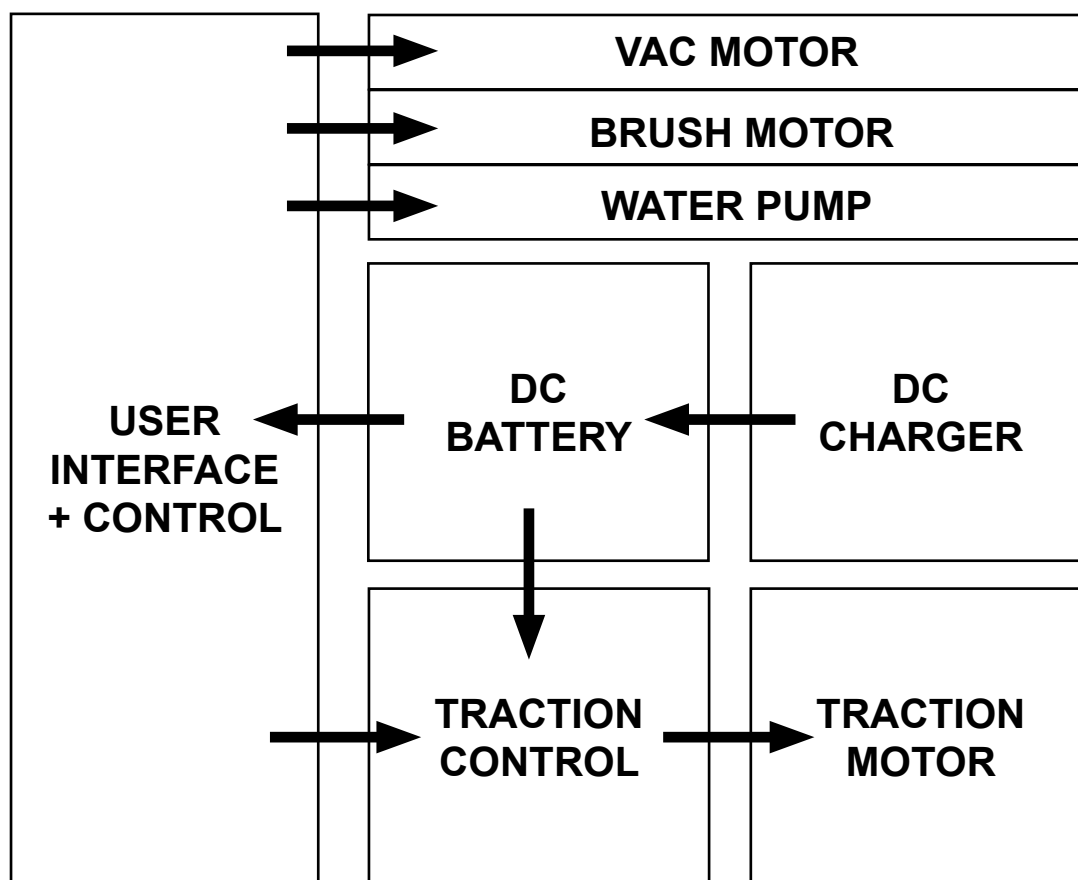 VAC MOTOR
BRUSH MOTOR
WATER PUMP
DC
BATTERY
DC
CHARGER
USER
INTERFACE
+ CONTROL
TRACTION
CONTROL
TRACTION
MOTOR